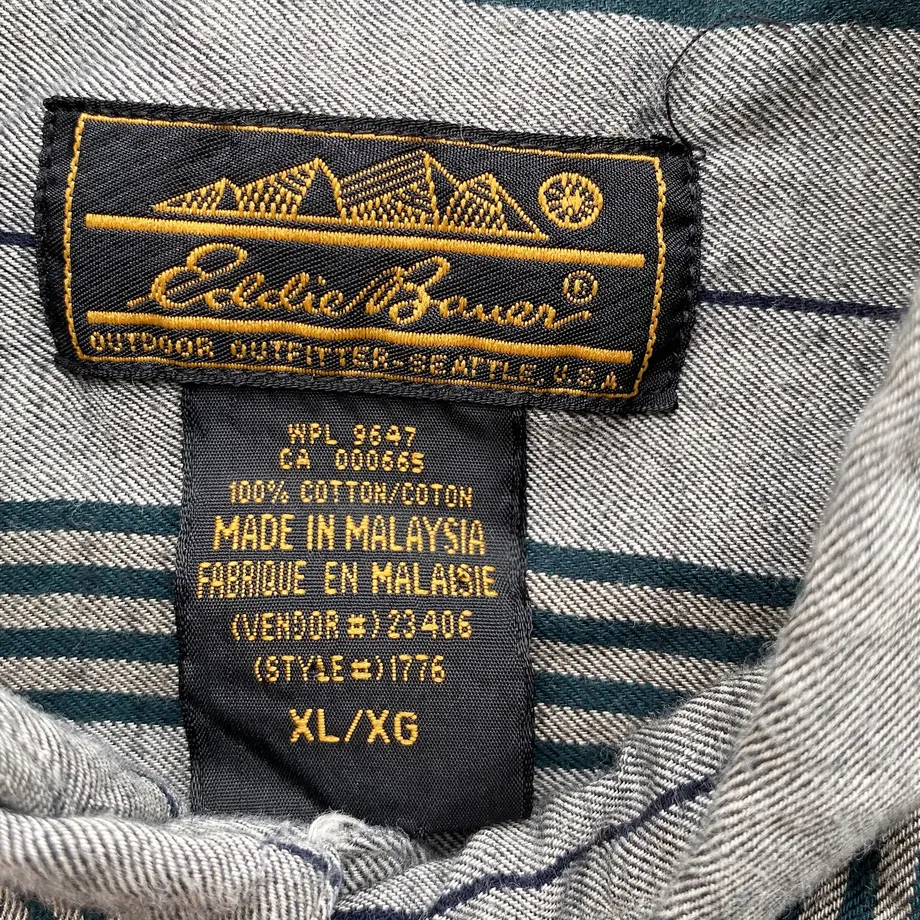 Eddie Bauer®
OUTDOOR OUTFITTER-SEATTLE, U.S.A
WPL 9647
CA 000665
100% COTTON/COTON
MADE IN MALAYSIA
FABRIQUE EN MALAISIE
(VENDOR #) 23406
(STYLE #) 1776
XL/XG